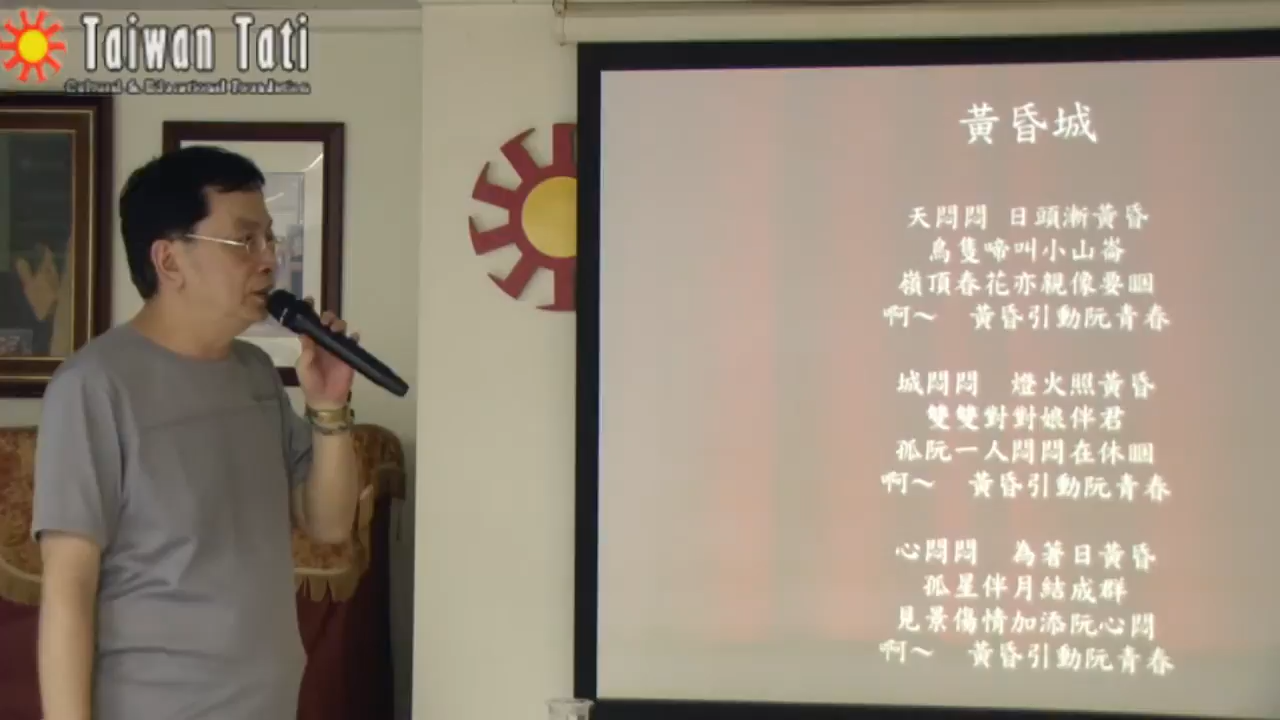 Taiwan Tati
Cultural & Educational Foundation
黃昏城
天悶悶 日頭漸黃昏
鳥隻啼叫小山崙
嶺頂春花亦親像要睏
啊～ 黃昏引動阮青春
城悶悶 燈火照黃昏
雙雙對對娘伴君
孤阮一人悶悶在休睏
啊～ 黃昏引動阮青春
心悶悶 為著日黃昏
孤星伴月結成群
見景傷情加添阮心悶
啊～ 黃昏引動阮青春